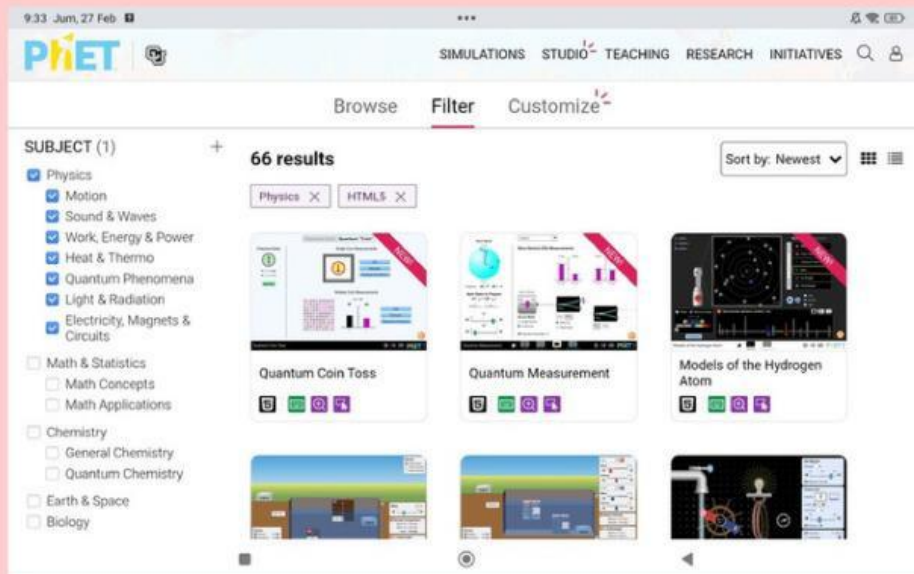 9.33 Jum, 27 Feb
PhET
SIMULATIONS STUDIO TEACHING RESEARCH INITIATIVES
Browse Filter Customize
SUBJECT (1) +
Physics
Motion
Sound & Waves
Work, Energy & Power
Heat & Thermo
Quantum Phenomena
Light & Radiation
Electricity, Magnets &
Circuits
Math & Statistics
Math Concepts
Math Applications
Chemistry
General Chemistry
Quantum Chemistry
Earth & Space
Biology
66 results
Sort by: Newest
Physics X HTML5 X
NEW!
NEW!
NEW!
Quantum Coin Toss
Quantum Measurement
Models of the Hydrogen
Atom